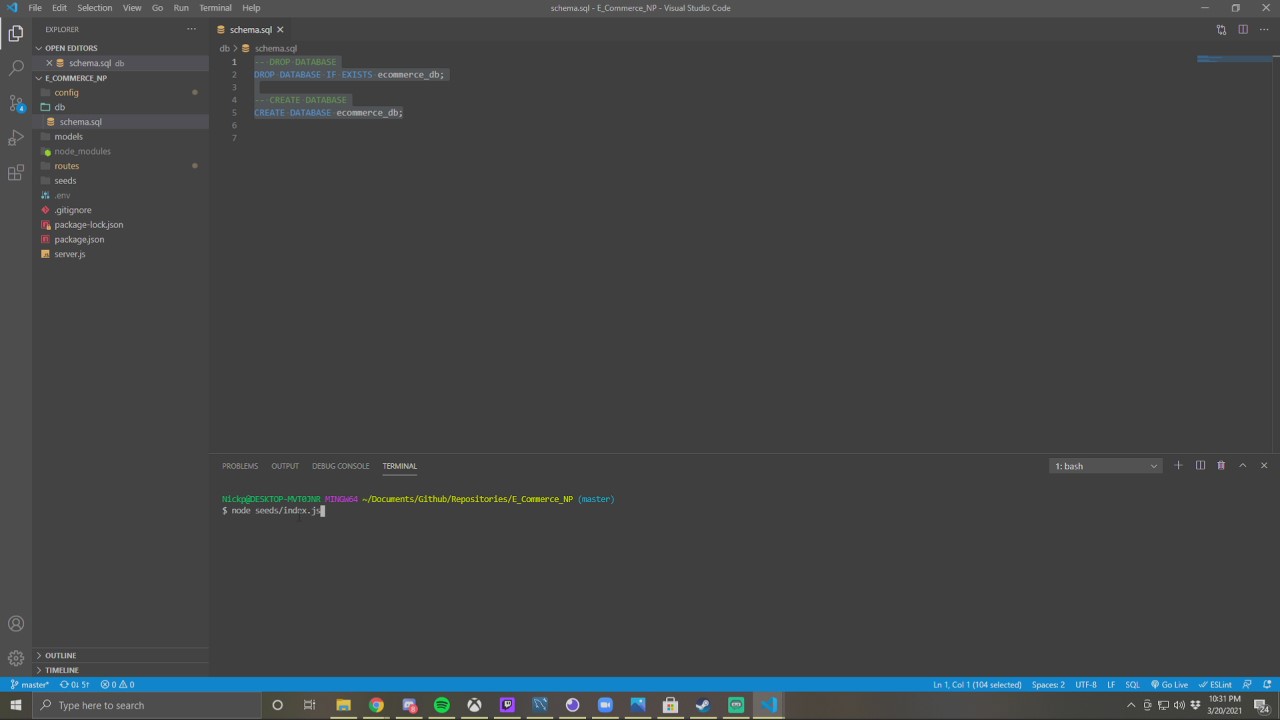 File Edit Selection View Go Run Terminal Help
schema.sql - E_Commerce_NP - Visual Studio Code
EXPLORER
OPEN EDITORS
schema.sql db
E_COMMERCE_NP
config
db
schema.sql
models
node_modules
routes
seeds
.env
.gitignore
package-lock.json
package.json
server.js
OUTLINE
TIMELINE
4
schema.sql
db > schema.sql
1 -- DROP DATABASE
2 DROP DATABASE IF EXISTS ecommerce_db;
3
4 -- CREATE DATABASE
5 CREATE DATABASE ecommerce_db;
6
7
PROBLEMS OUTPUT DEBUG CONSOLE TERMINAL
1: bash
Nickp@DESKTOP-MVT0JNR MINGW64 ~/Documents/Github/Repositories/E_Commerce_NP (master)
$ node seeds/index.js
master* 0↓ 5↑ 0 0
Ln 1, Col 1 (104 selected) Spaces: 2 UTF-8 LF SQL Go Live ESLint
Type here to search
10:31 PM
3/20/2021
24